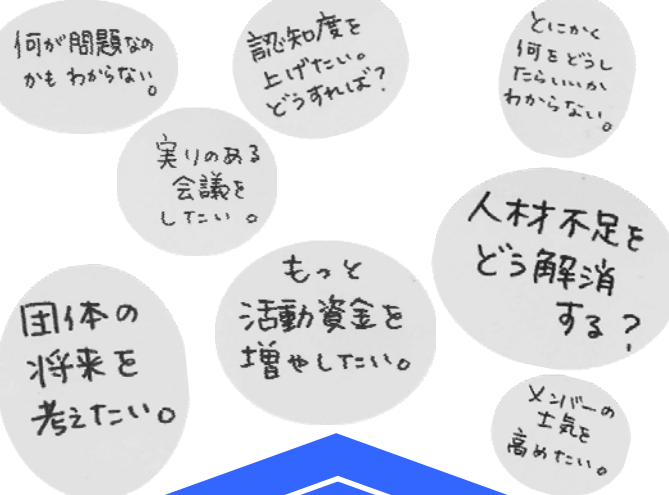 何が問題なの
かもわからない。
認知度を
上げたい。
どうすれば？
とにかく
何をどうし
たらいいか
わからない。
実りのある
会議を
したい。
人材不足を
どう解消
する？
もっと
活動資金を
増やしたい。
団体の
将来を
考えたい。
メンバーの
士気を
高めたい。